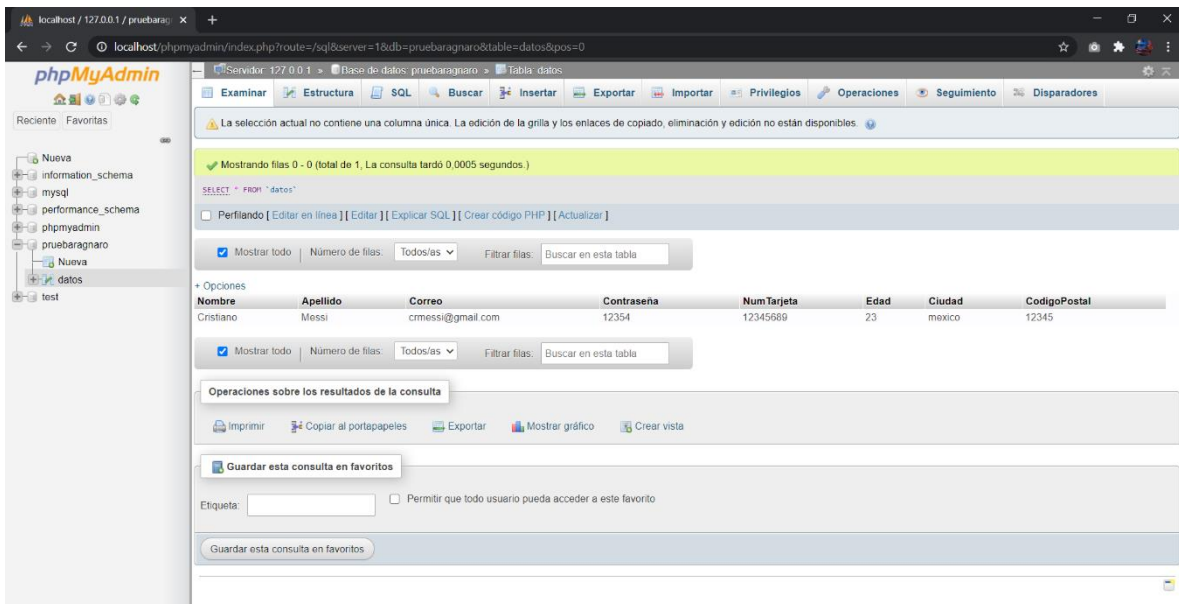 localhost / 127.0.0.1 / pruebarag
localhost/phpmyadmin/index.php?route=/sql&server=1&db=pruebaragnaro&table=datos&pos=0
phpMyAdmin
Reciente Favoritas
Nueva
information_schema
mysql
performance_schema
phpmyadmin
pruebaragnaro
Nueva
datos
test
Servidor: 127.0.0.1 » Base de datos: pruebaragnaro » Tabla: datos
Examinar Estructura SQL Buscar Insertar Exportar Importar Privilegios Operaciones Seguimiento Disparadores
La selección actual no contiene una columna única. La edición de la grilla y los enlaces de copiado, eliminación y edición no están disponibles.
Mostrando filas 0 - 0 (total de 1, La consulta tardó 0,0005 segundos.)
SELECT * FROM `datos`
Perfilando [ Editar en línea ] [ Editar ] [ Explicar SQL ] [ Crear código PHP ] [ Actualizar ]
Mostrar todo | Número de filas: Todos/as Filtrar filas: Buscar en esta tabla
+ Opciones
Nombre Apellido Correo Contraseña NumTarjeta Edad Ciudad CodigoPostal
Cristiano Messi crmessi@gmail.com 12354 12345689 23 mexico 12345
Mostrar todo | Número de filas: Todos/as Filtrar filas: Buscar en esta tabla
Operaciones sobre los resultados de la consulta
Imprimir Copiar al portapapeles Exportar Mostrar gráfico Crear vista
Guardar esta consulta en favoritos
Etiqueta: Permitir que todo usuario pueda acceder a este favorito
Guardar esta consulta en favoritos